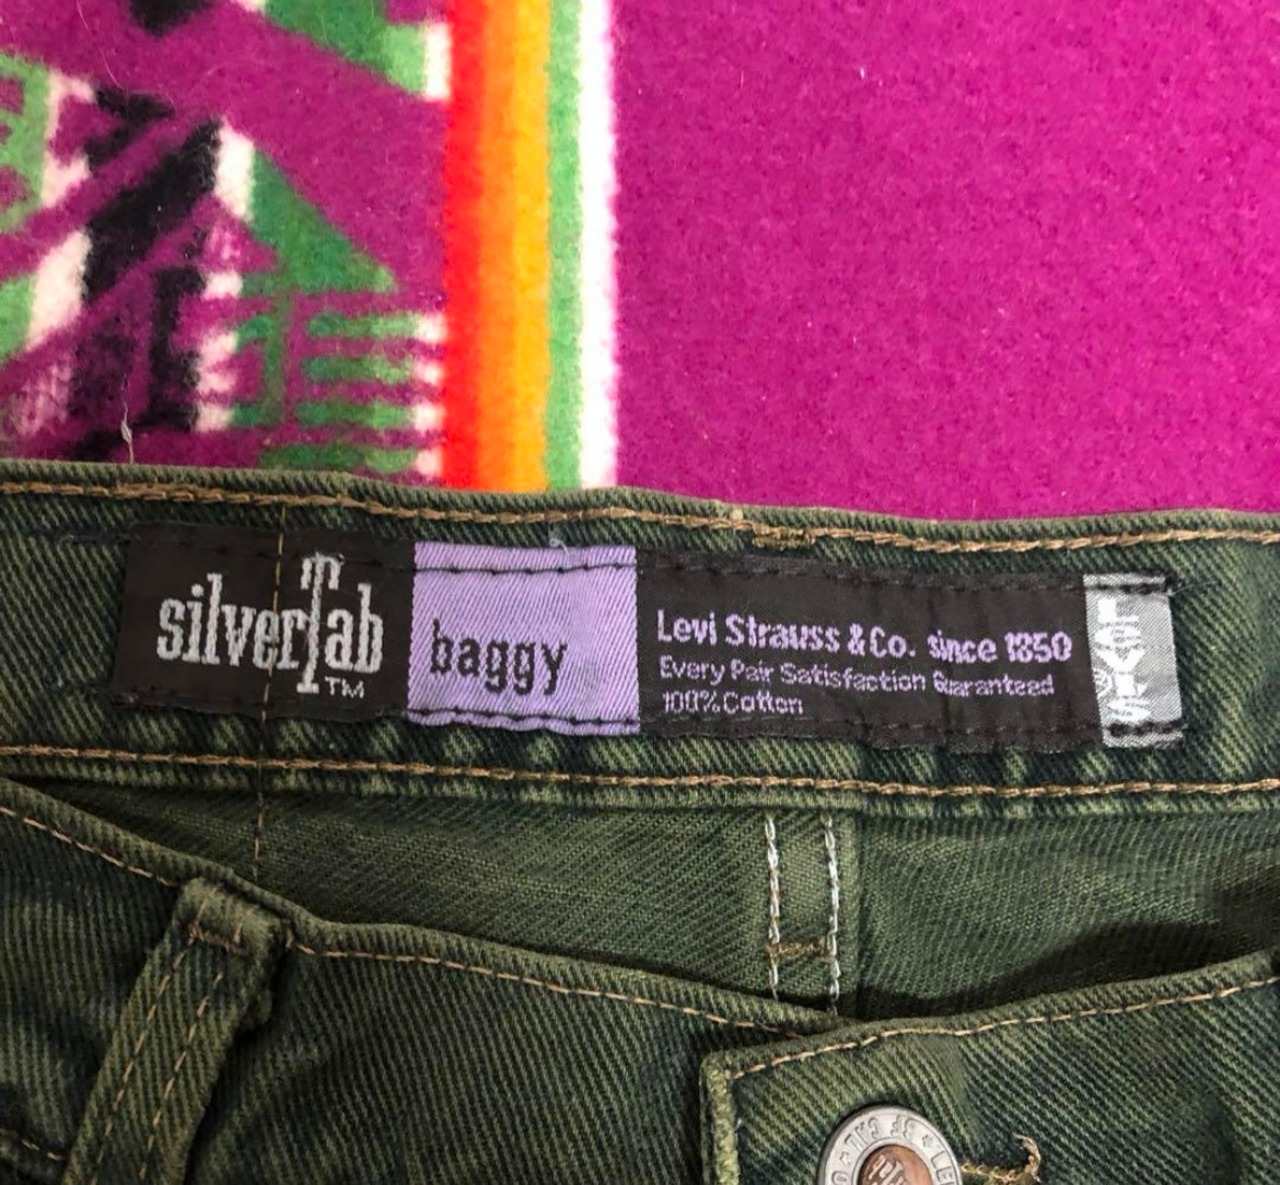 silverTab
TM
baggy
Levi Strauss & Co. since 1850
Every Pair Satisfaction Guaranteed
100% Cotton
LEVI'S